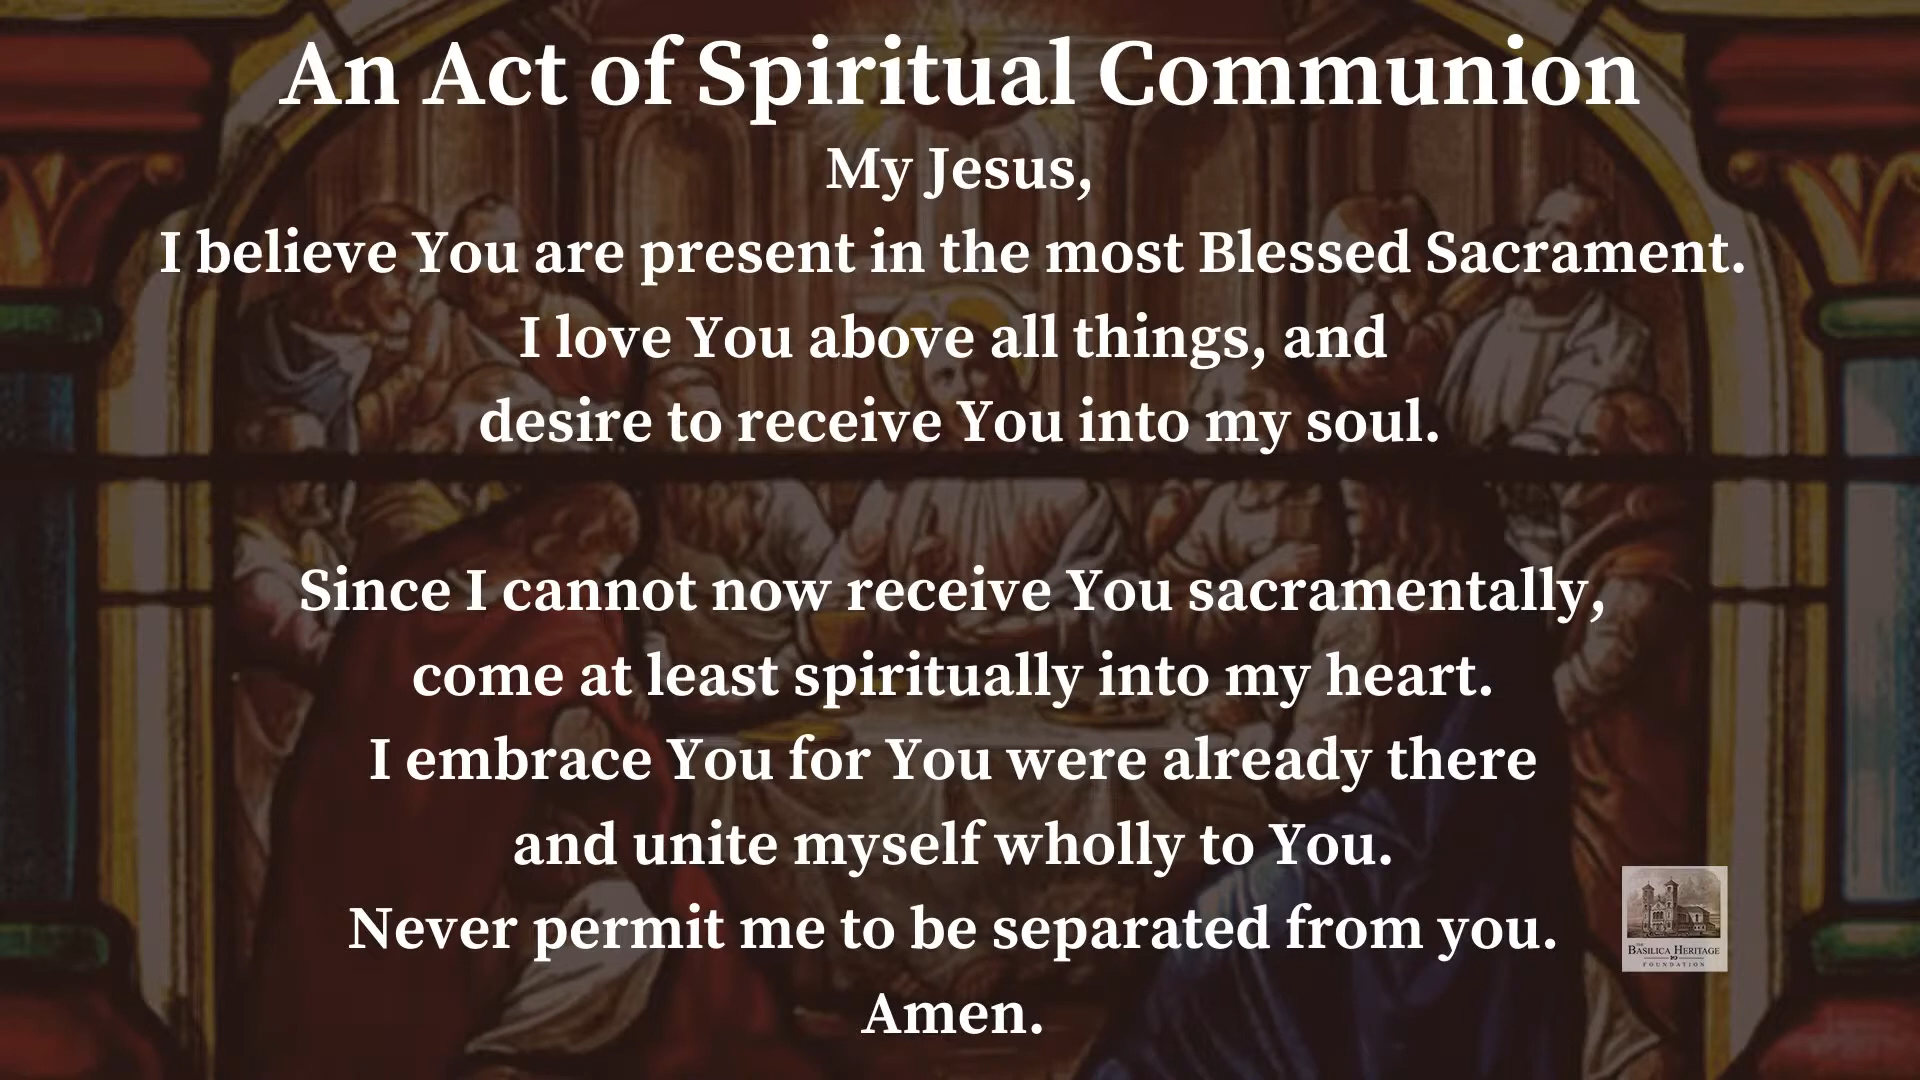 An Act of Spiritual Communion
My Jesus,
I believe You are present in the most Blessed Sacrament.
I love You above all things, and
desire to receive You into my soul.
Since I cannot now receive You sacramentally,
come at least spiritually into my heart.
I embrace You for You were already there
and unite myself wholly to You.
Never permit me to be separated from you.
Amen.
THE
BASILICA HERITAGE
FOUNDATION